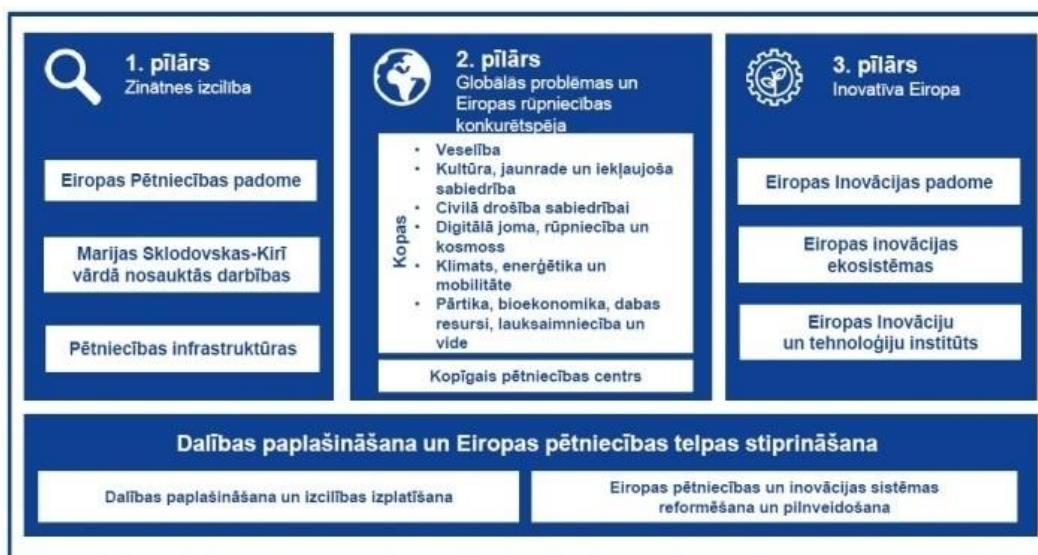 1. pīlārs
Zinātnes izcilība
Eiropas Pētniecības padome
Marijas Sklodovskas-Kirī
vārdā nosauktās darbības
Pētniecības infrastruktūras
2. pīlārs
Globālās problēmas un
Eiropas rūpniecības
konkurētspēja
Kopas
• Veselība
• Kultūra, jaunrade un iekļaujoša
sabiedrība
• Civilā drošība sabiedrībai
• Digitālā joma, rūpniecība un
kosmoss
• Klimats, enerģētika un
mobilitāte
• Pārtika, bioekonomika, dabas
resursi, lauksaimniecība un
vide
Kopīgais pētniecības centrs
3. pīlārs
Inovatīva Eiropa
Eiropas Inovācijas padome
Eiropas inovācijas
ekosistēmas
Eiropas Inovāciju
un tehnoloģiju institūts
Dalības paplašināšana un Eiropas pētniecības telpas stiprināšana
Dalības paplašināšana un izcilības izplatīšana
Eiropas pētniecības un inovācijas sistēmas
reformēšana un pilnveidošana